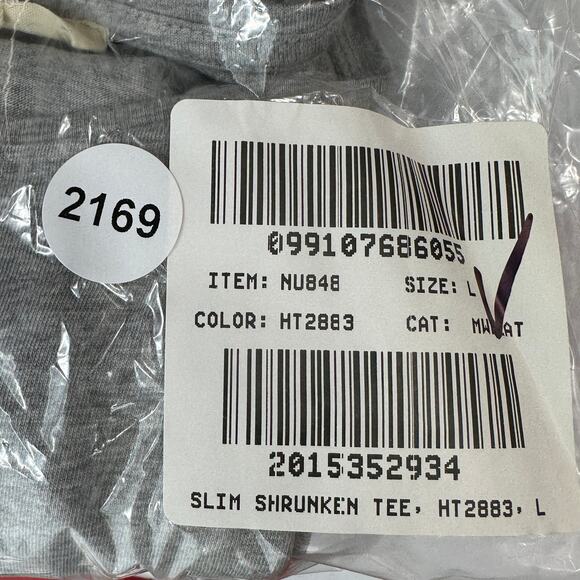 2169
099107686055
ITEM: NU848 SIZE: L
COLOR: HT2883 CAT:
2015352934
SLIM SHRUNKEN TEE, HT2883, L